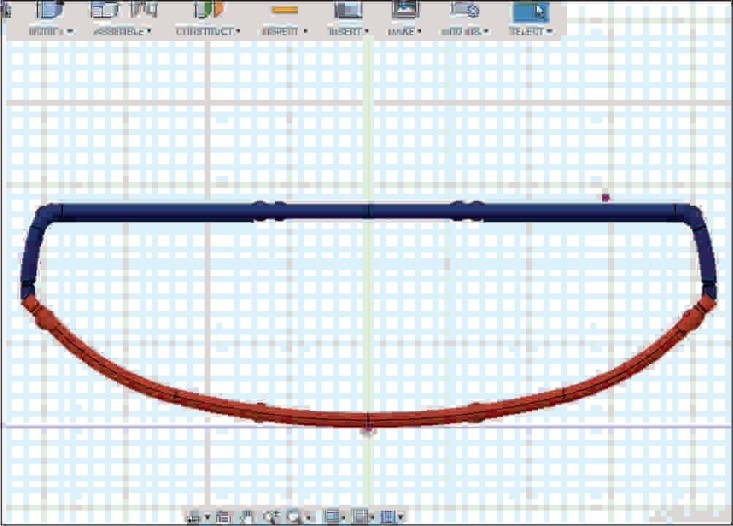 ASSEMBLE CONSTRUCT INSPECT INSERT MAKE ADD-INS SELECT